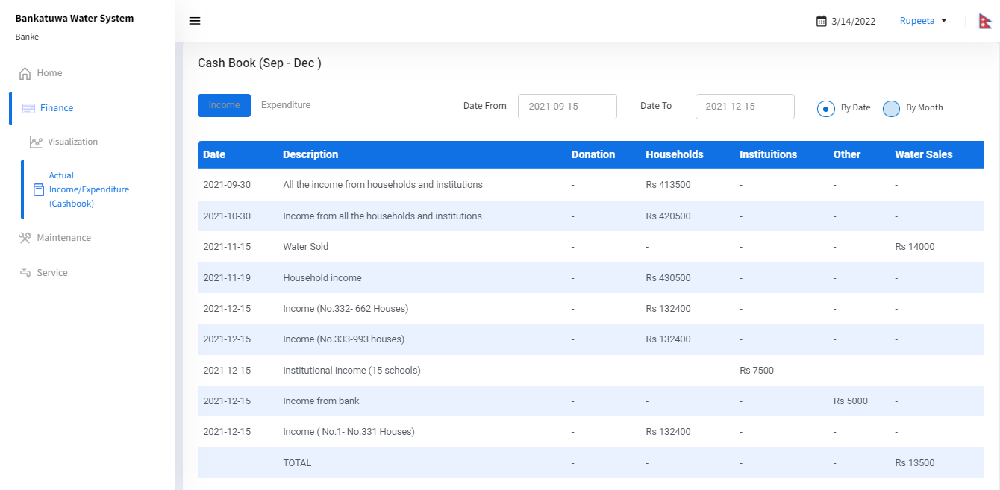 Bankatuwa Water System
Banke
Home
Finance
Visualization
Actual
Income/Expenditure
(Cashbook)
Maintenance
Service
3/14/2022 Rupeeta
Cash Book (Sep - Dec )
Income Expenditure Date From 2021-09-15 Date To 2021-12-15 By Date By Month
Date Description Donation Households Instituitions Other Water Sales
2021-09-30 All the income from households and institutions - Rs 413500 - - -
2021-10-30 Income from all the households and institutions - Rs 420500 - - -
2021-11-15 Water Sold - - - - Rs 14000
2021-11-19 Household income - Rs 430500 - - -
2021-12-15 Income (No.332- 662 Houses) - Rs 132400 - - -
2021-12-15 Income (No.333-993 houses) - Rs 132400 - - -
2021-12-15 Institutional Income (15 schools) - - Rs 7500 - -
2021-12-15 Income from bank - - - Rs 5000 -
2021-12-15 Income ( No.1- No.331 Houses) - Rs 132400 - - -
TOTAL - - - - Rs 13500